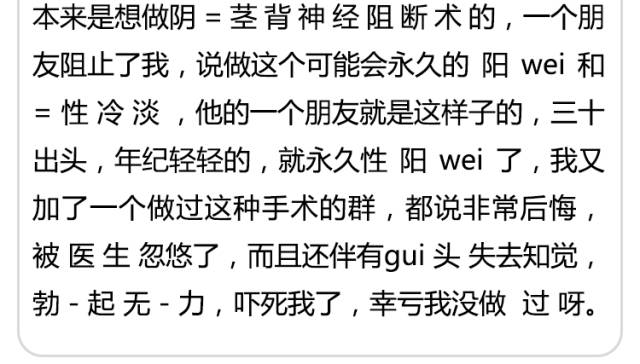 本来是想做阴 = 茎 背 神 经 阻 断 术 的，一个朋
友阻止了我，说做这个可能会永久的 阳 wei 和
= 性 冷 淡 ，他的一个朋友就是这样子的，三十
出头，年纪轻轻的，就永久性 阳 wei 了，我又
加了一个做过这种手术的群，都说非常后悔，
被 医 生 忽悠了，而且还伴有gui 头 失去知觉，
勃 - 起 无 - 力，吓死我了，幸亏我没做 过 呀。